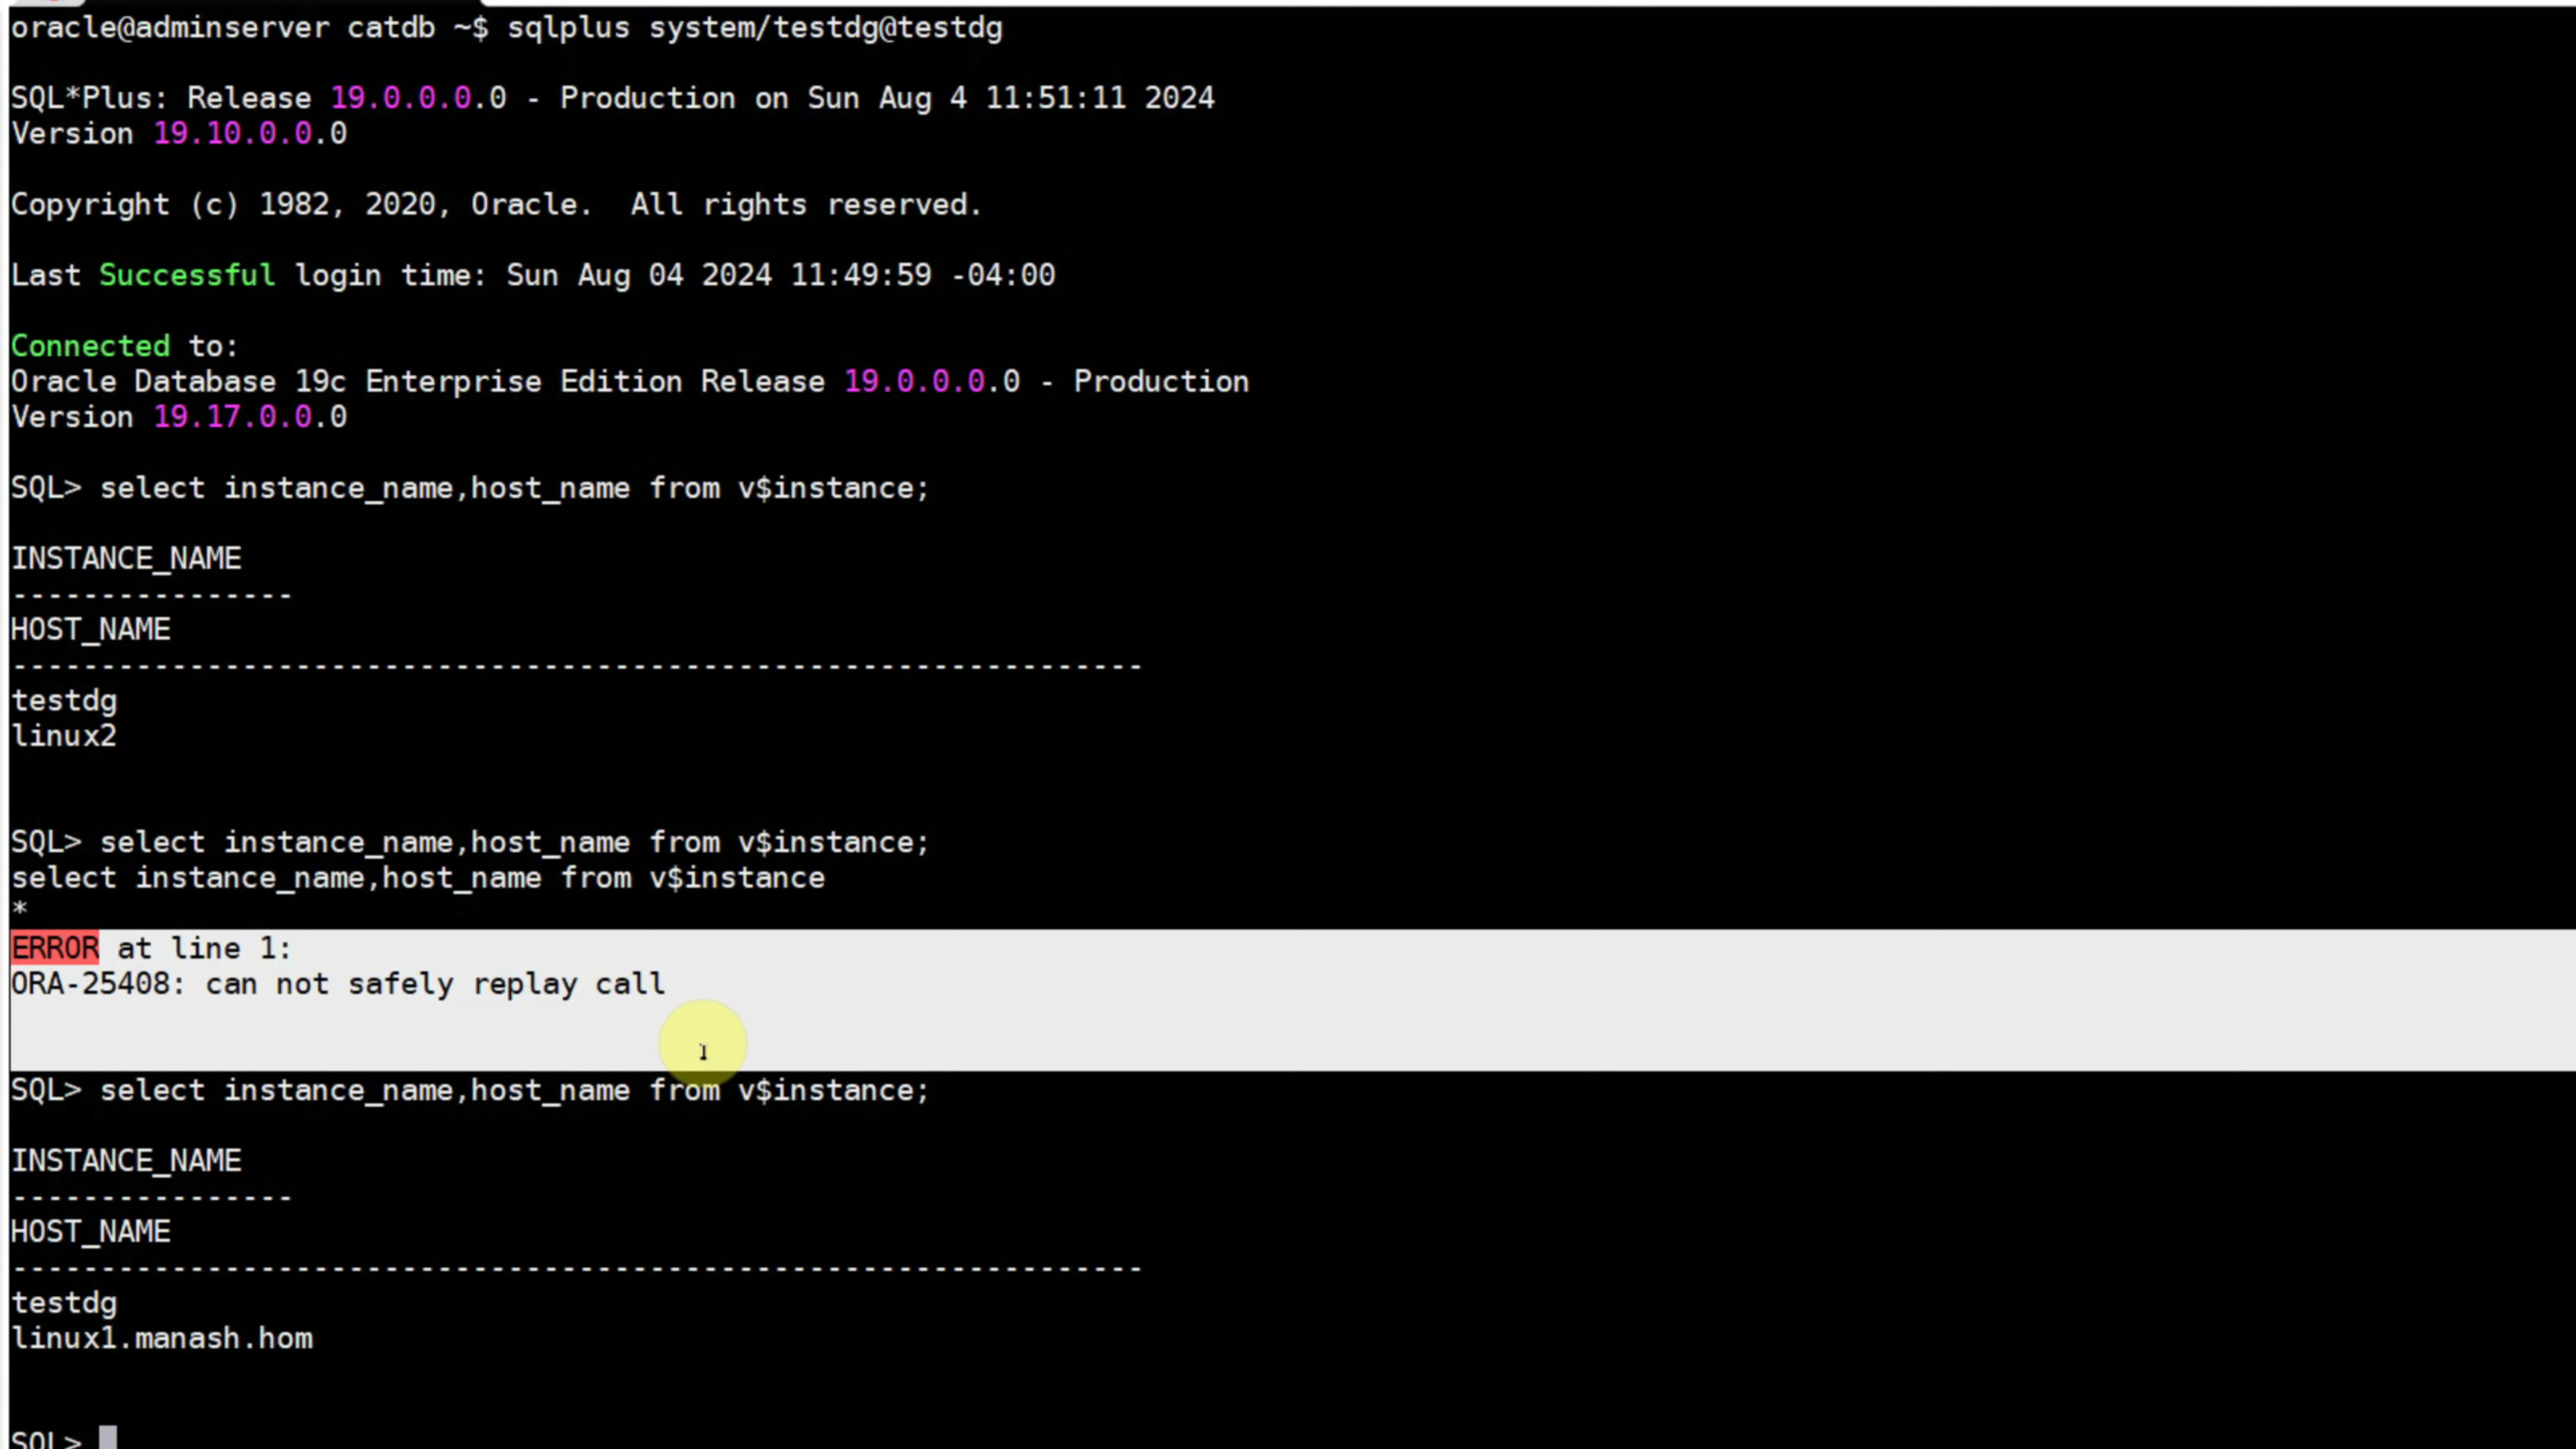 oracle@adminserver catdb ~$ sqlplus system/testdg@testdg
SQL*Plus: Release 19.0.0.0.0 - Production on Sun Aug 4 11:51:11 2024
Version 19.10.0.0.0
Copyright (c) 1982, 2020, Oracle.  All rights reserved.
Last Successful login time: Sun Aug 04 2024 11:49:59 -04:00
Connected to:
Oracle Database 19c Enterprise Edition Release 19.0.0.0.0 - Production
Version 19.17.0.0.0
SQL> select instance_name,host_name from v$instance;
INSTANCE_NAME
----------------
HOST_NAME
----------------------------------------------------------------
testdg
linux2
SQL> select instance_name,host_name from v$instance;
select instance_name,host_name from v$instance
*
ERROR at line 1:
ORA-25408: can not safely replay call
SQL> select instance_name,host_name from v$instance;
INSTANCE_NAME
----------------
HOST_NAME
----------------------------------------------------------------
testdg
linux1.manash.hom
SQL>